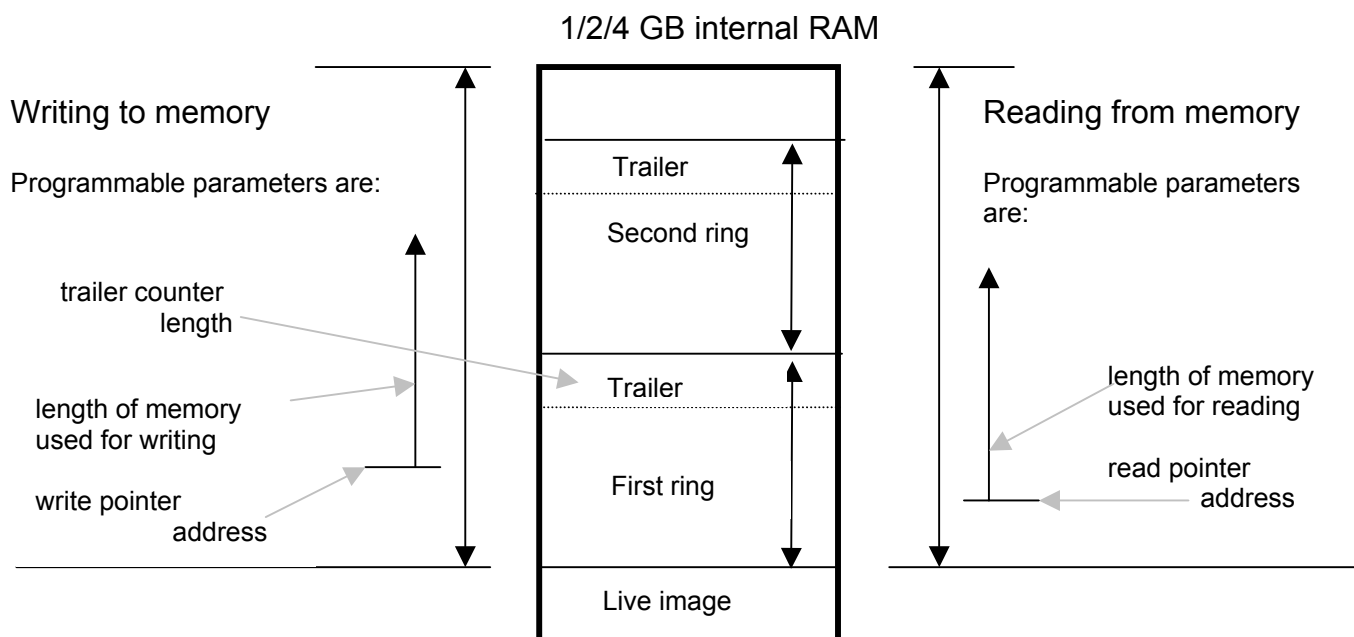 1/2/4 GB internal RAM
Writing to memory
Programmable parameters are:
trailer counter
length
length of memory
used for writing
write pointer
address
Trailer
Second ring
Trailer
First ring
Live image
Reading from memory
Programmable parameters
are:
length of memory
used for reading
read pointer
address